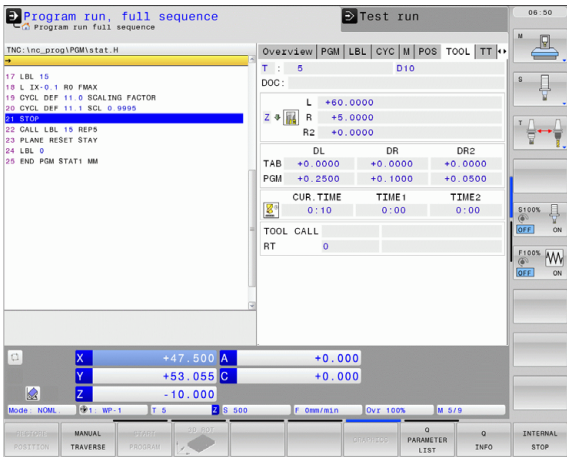 Program run, full sequence
Program run full sequence
Test run
06:50
TNC:\nc_prog\PGM\stat.H
→
17 LBL 15
18 L IX-0.1 R0 FMAX
19 CYCL DEF 11.0 SCALING FACTOR
20 CYCL DEF 11.1 SCL 0.9995
21 STOP
22 CALL LBL 15 REP5
23 PLANE RESET STAY
24 LBL 0
25 END PGM STAT1 MM
Overview PGM LBL CYC M POS TOOL TT
T : 5 D10
DOC:
L +60.0000
Z R +5.0000
R2 +0.0000
DL DR DR2
TAB +0.0000 +0.0000 +0.0000
PGM +0.2500 +0.1000 +0.0500
CUR.TIME TIME1 TIME2
0:10 0:00 0:00
TOOL CALL
RT 0
M
S
T
S100%
OFF ON
F100%
OFF ON
X +47.500 A +0.000
Y +53.055 C +0.000
Z -10.000
Mode: NOML. 1: WP-1 T 5 Z S 500 F 0mm/min Ovr 100% M 5/9
RESTORE POSITION
MANUAL TRAVERSE
START PROGRAM
GRAPHICS
Q PARAMETER LIST
Q INFO
INTERNAL STOP